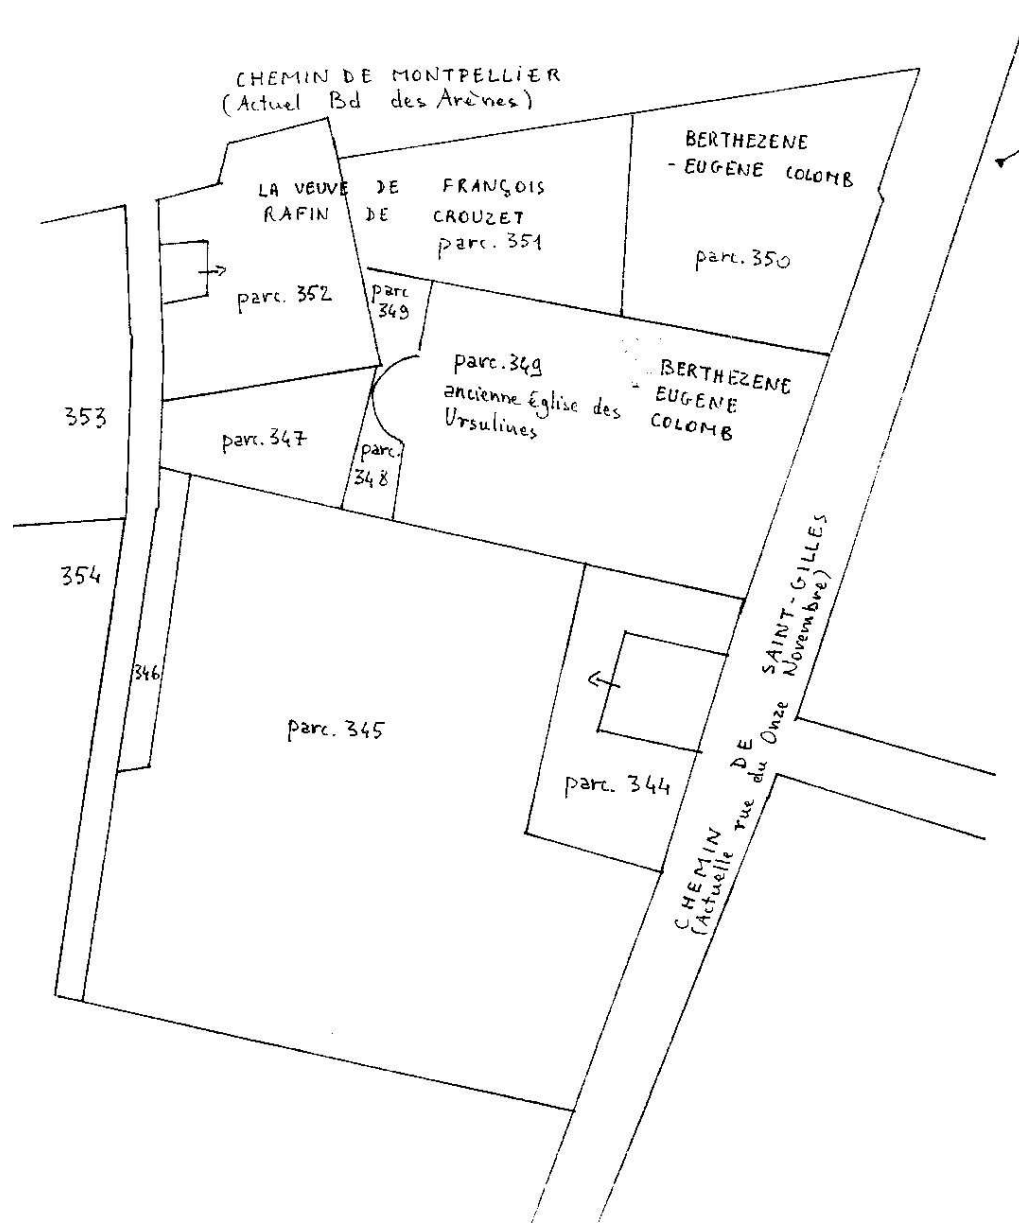 CHEMIN DE MONTPELLIER
(Actuel Bd des Arènes)
BERTHEZENE
- EUGENE COLOMB
parc. 350
LA VEUVE DE FRANÇOIS
RAFIN DE CROUZET
parc. 351
parc. 352
parc
349
parc. 349
ancienne église des
Ursulines
BERTHEZENE
- EUGENE
COLOMB
353
parc. 347
parc.
348
354
346
parc. 345
parc. 344
CHEMIN DE SAINT-GILLES
(Actuelle rue du Onze Novembre)